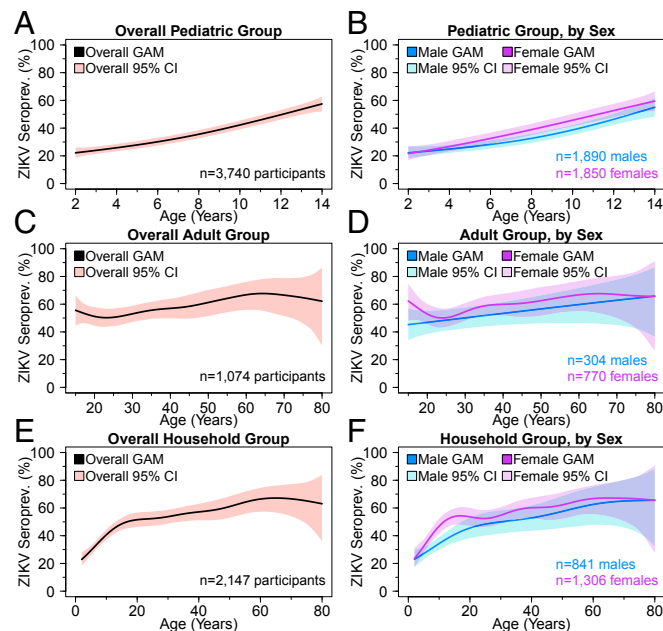 A
Overall Pediatric Group
ZIKV Seroprev. (%)
100
80
60
40
20
0
Overall GAM
Overall 95% CI
n=3,740 participants
2 4 6 8 10 12 14
Age (Years)
B
Pediatric Group, by Sex
ZIKV Seroprev. (%)
100
80
60
40
20
0
Male GAM Female GAM
Male 95% CI Female 95% CI
n=1,890 males
n=1,850 females
2 4 6 8 10 12 14
Age (Years)
C
Overall Adult Group
ZIKV Seroprev. (%)
100
80
60
40
20
0
Overall GAM
Overall 95% CI
n=1,074 participants
20 30 40 50 60 70 80
Age (Years)
D
Adult Group, by Sex
ZIKV Seroprev. (%)
100
80
60
40
20
0
Male GAM Female GAM
Male 95% CI Female 95% CI
n=304 males
n=770 females
20 30 40 50 60 70 80
Age (Years)
E
Overall Household Group
ZIKV Seroprev. (%)
100
80
60
40
20
0
Overall GAM
Overall 95% CI
n=2,147 participants
0 20 40 60 80
Age (Years)
F
Household Group, by Sex
ZIKV Seroprev. (%)
100
80
60
40
20
0
Male GAM Female GAM
Male 95% CI Female 95% CI
n=841 males
n=1,306 females
0 20 40 60 80
Age (Years)